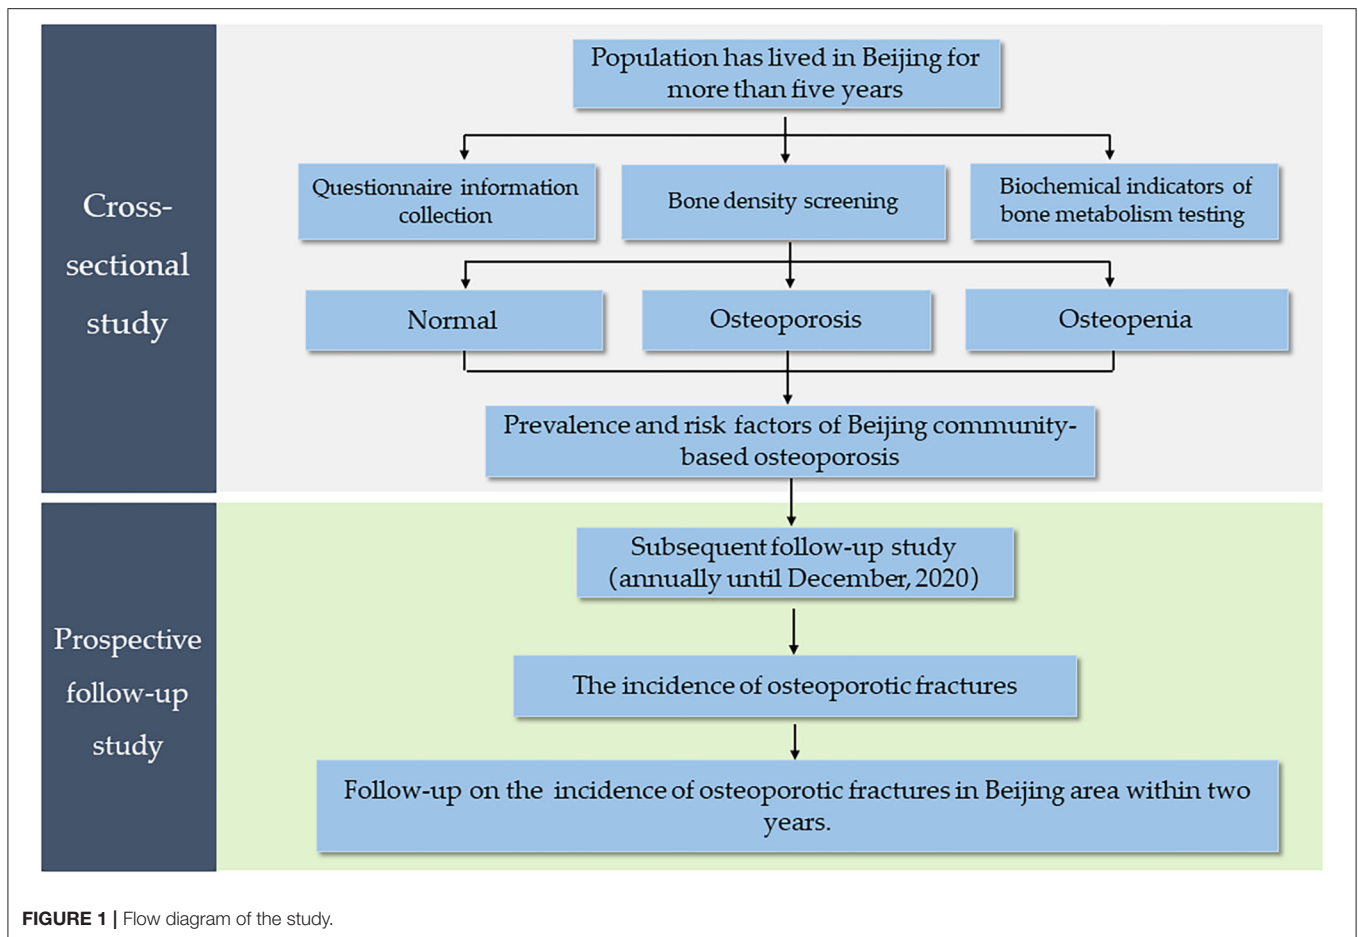 Cross-
sectional
study
Population has lived in Beijing for
more than five years
Questionnaire information
collection
Bone density screening
Biochemical indicators of
bone metabolism testing
Normal
Osteoporosis
Osteopenia
Prevalence and risk factors of Beijing community-
based osteoporosis
Prospective
follow-up
study
Subsequent follow-up study
(annually until December, 2020)
The incidence of osteoporotic fractures
Follow-up on the incidence of osteoporotic fractures in Beijing area within two
years.
FIGURE 1 | Flow diagram of the study.